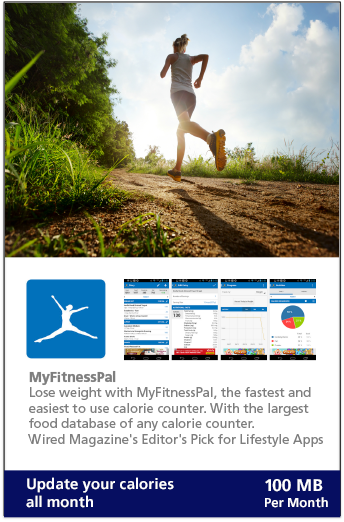 MyFitnessPal
Lose weight with MyFitnessPal, the fastest and
easiest to use calorie counter. With the largest
food database of any calorie counter.
Wired Magazine's Editor's Pick for Lifestyle Apps
Update your calories
all month
100 MB
Per Month